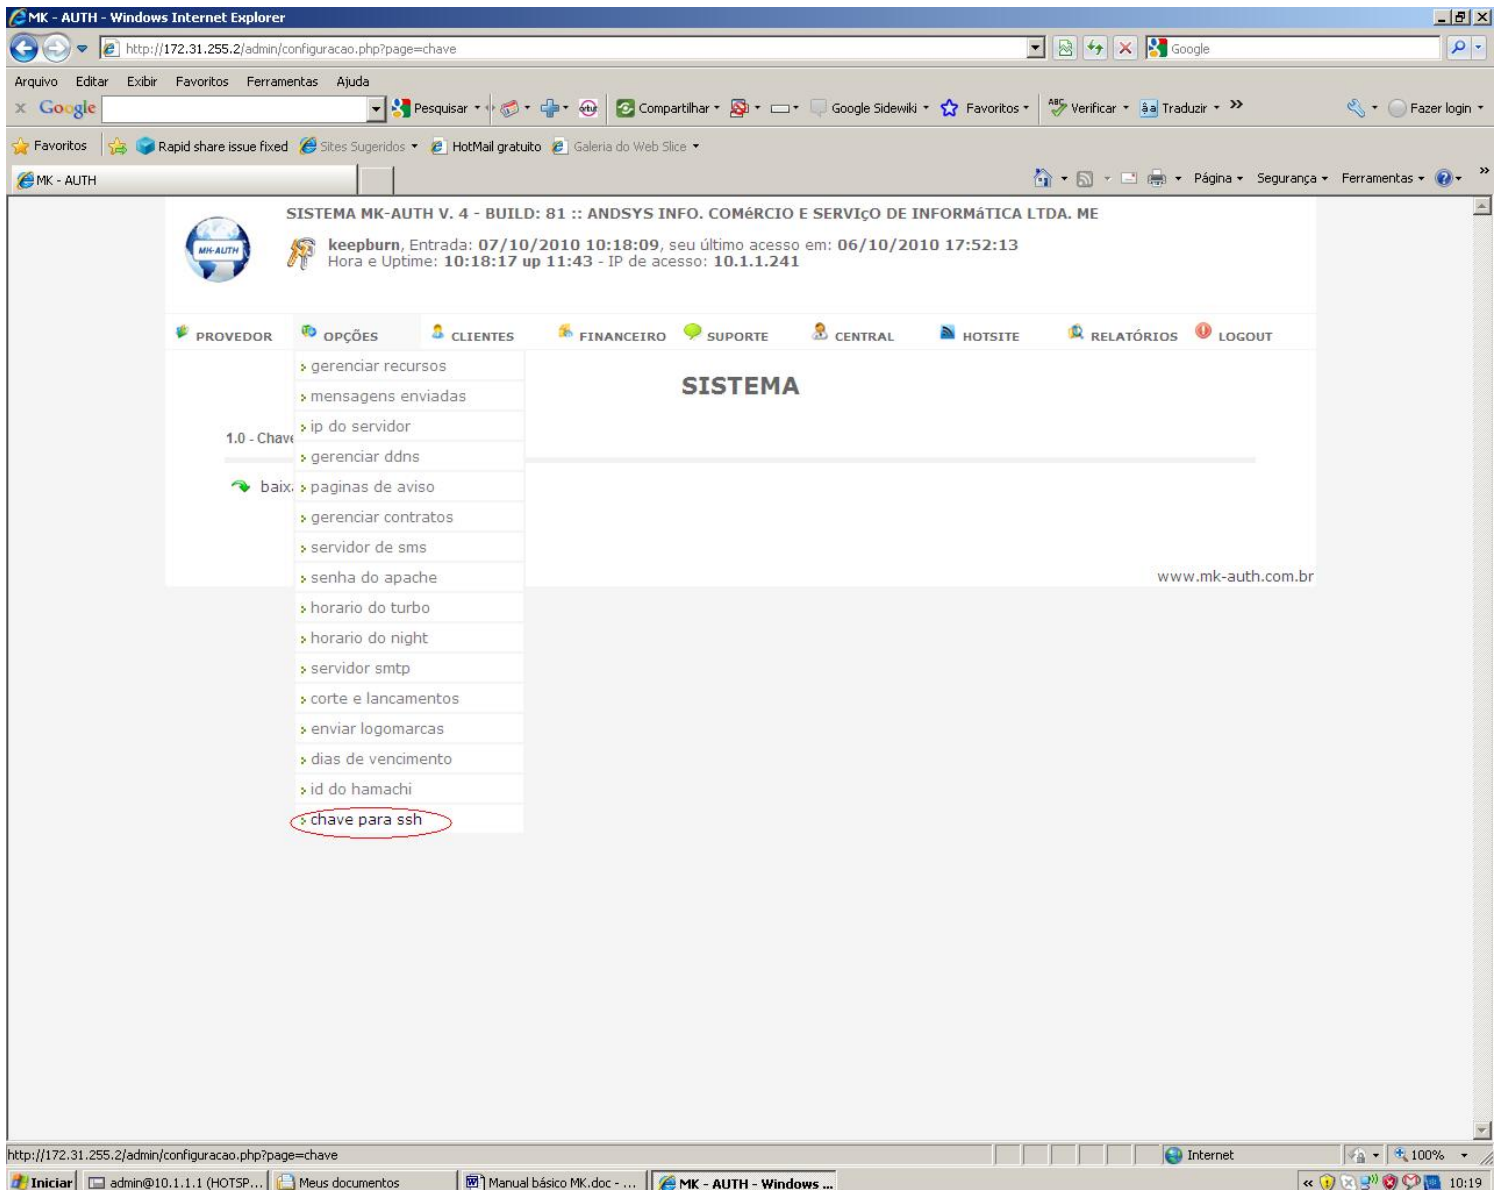 MK - AUTH - Windows Internet Explorer
http://172.31.255.2/admin/configuracao.php?page=chave
Google
Arquivo Editar Exibir Favoritos Ferramentas Ajuda
x Google Pesquisar Compartilhar Google Sidewiki Favoritos ABC Verificar Traduzir Fazer login
Favoritos Rapid share issue fixed Sites Sugeridos HotMail gratuito Galeria do Web Slice
MK - AUTH Página Segurança Ferramentas
SISTEMA MK-AUTH V. 4 - BUILD: 81 :: ANDSYS INFO. COMéRCIO E SERVIçO DE INFORMáTICA LTDA. ME
MK-AUTH
keepburn, Entrada: 07/10/2010 10:18:09, seu último acesso em: 06/10/2010 17:52:13
Hora e Uptime: 10:18:17 up 11:43 - IP de acesso: 10.1.1.241
PROVEDOR OPÇÕES CLIENTES FINANCEIRO SUPORTE CENTRAL HOTSITE RELATÓRIOS LOGOUT
gerenciar recursos
SISTEMA
mensagens enviadas
ip do servidor
1.0 - Chave
gerenciar ddns
baixa
paginas de aviso
gerenciar contratos
servidor de sms
senha do apache
www.mk-auth.com.br
horario do turbo
horario do night
servidor smtp
corte e lancamentos
enviar logomarcas
dias de vencimento
id do hamachi
chave para ssh
http://172.31.255.2/admin/configuracao.php?page=chave Internet 100%
Iniciar admin@10.1.1.1 (HOTSP... Meus documentos Manual básico MK.doc - ... MK - AUTH - Windows ... 10:19